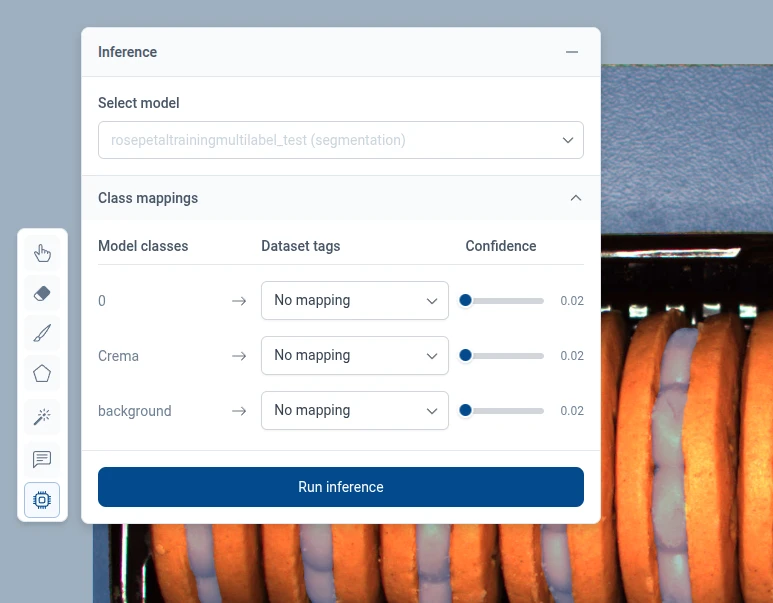 Inference
Select model
rosepetaltrainingmultilabel_test (segmentation)
Class mappings
Model classes Dataset tags Confidence
0 → No mapping 0.02
Crema → No mapping 0.02
background → No mapping 0.02
Run inference